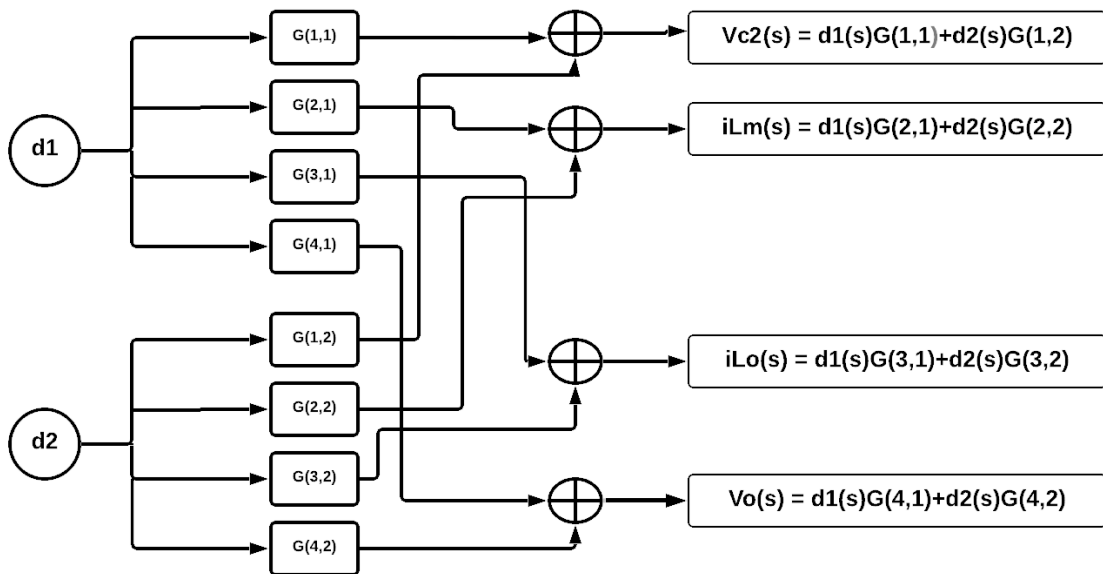 G(1,1)
Vc2(s) = d1(s)G(1,1)+d2(s)G(1,2)
G(2,1)
iLm(s) = d1(s)G(2,1)+d2(s)G(2,2)
d1
G(3,1)
G(4,1)
G(1,2)
iLo(s) = d1(s)G(3,1)+d2(s)G(3,2)
G(2,2)
d2
G(3,2)
Vo(s) = d1(s)G(4,1)+d2(s)G(4,2)
G(4,2)